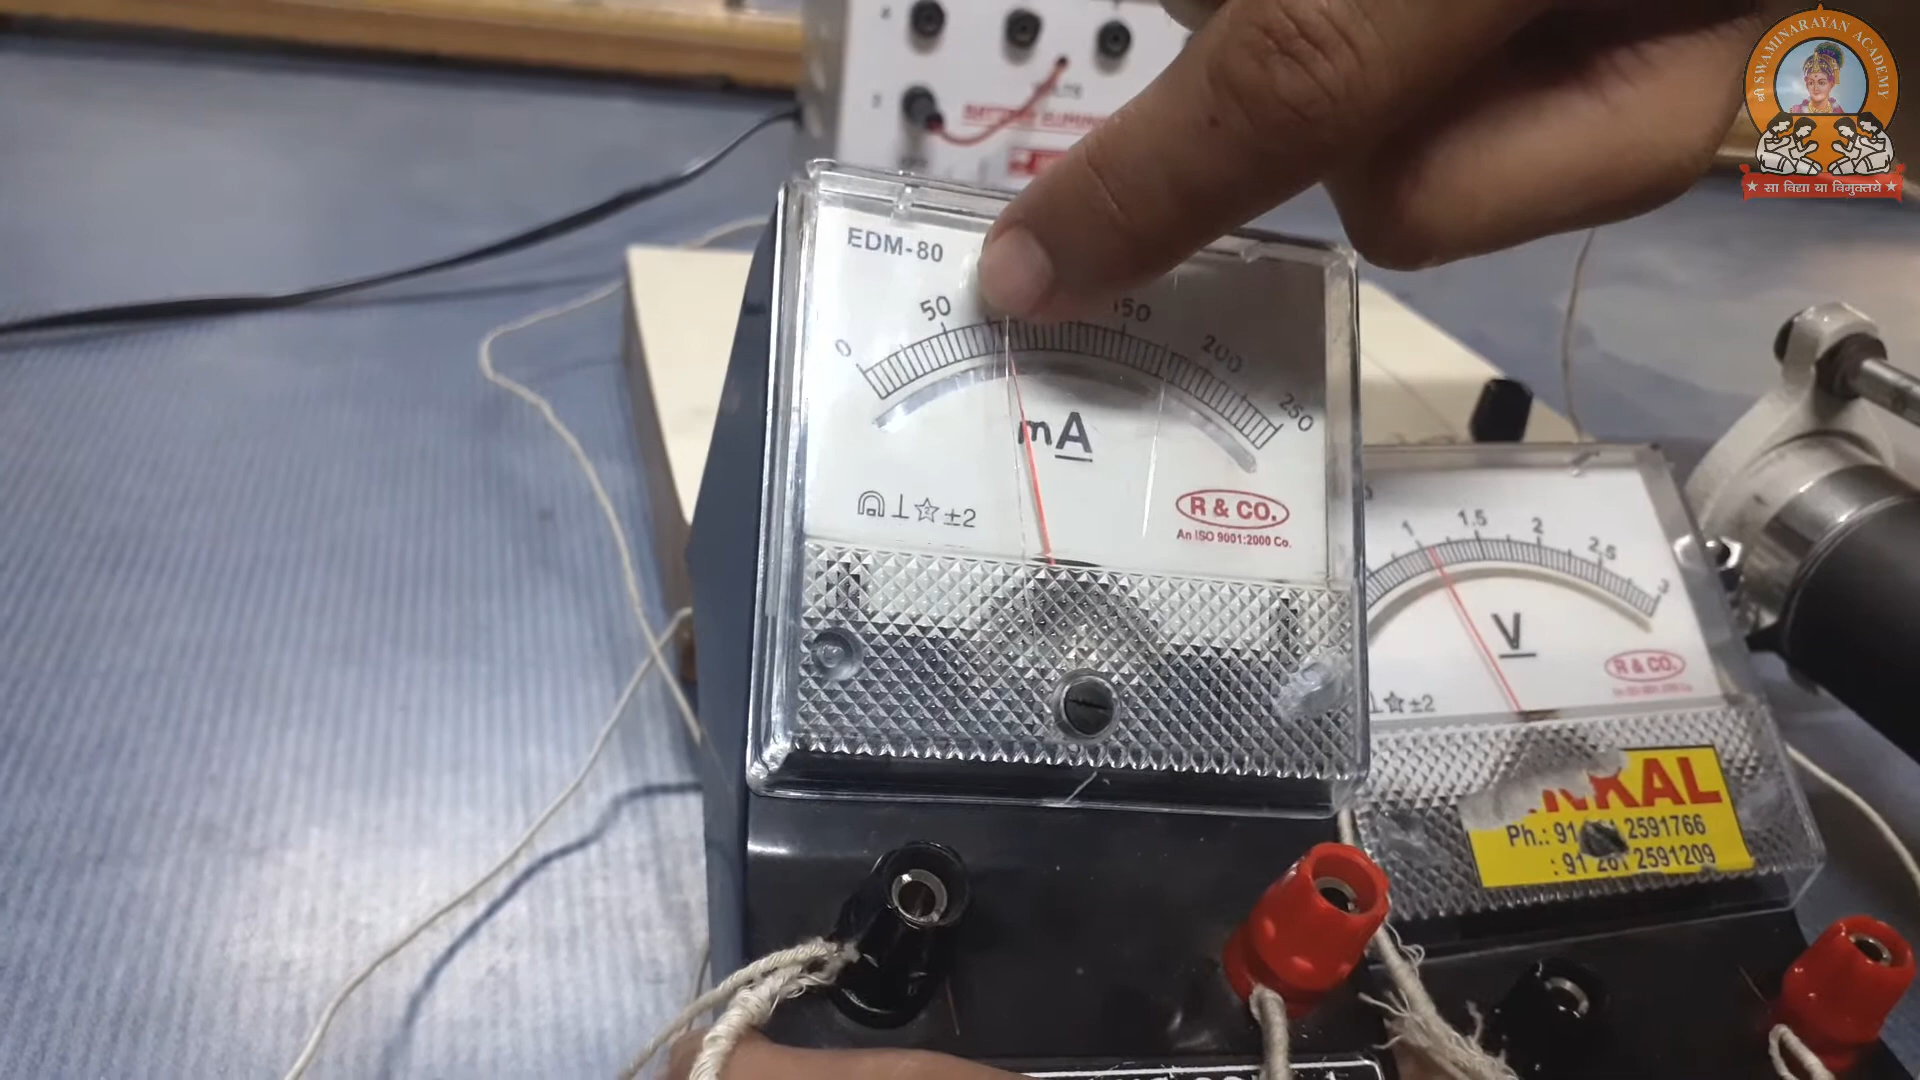 श्री SWAMINARAYAN ACADEMY
★ सा विद्या या विमुक्तये ★
EDM-80
0 50 150 200 250
mA
±2
R & CO.
An ISO 9001:2000 Co.
1 1.5 2 2.5 3
V
±2
R & CO.
KAL
Ph.: 91 2591766
: 91 281 2591209